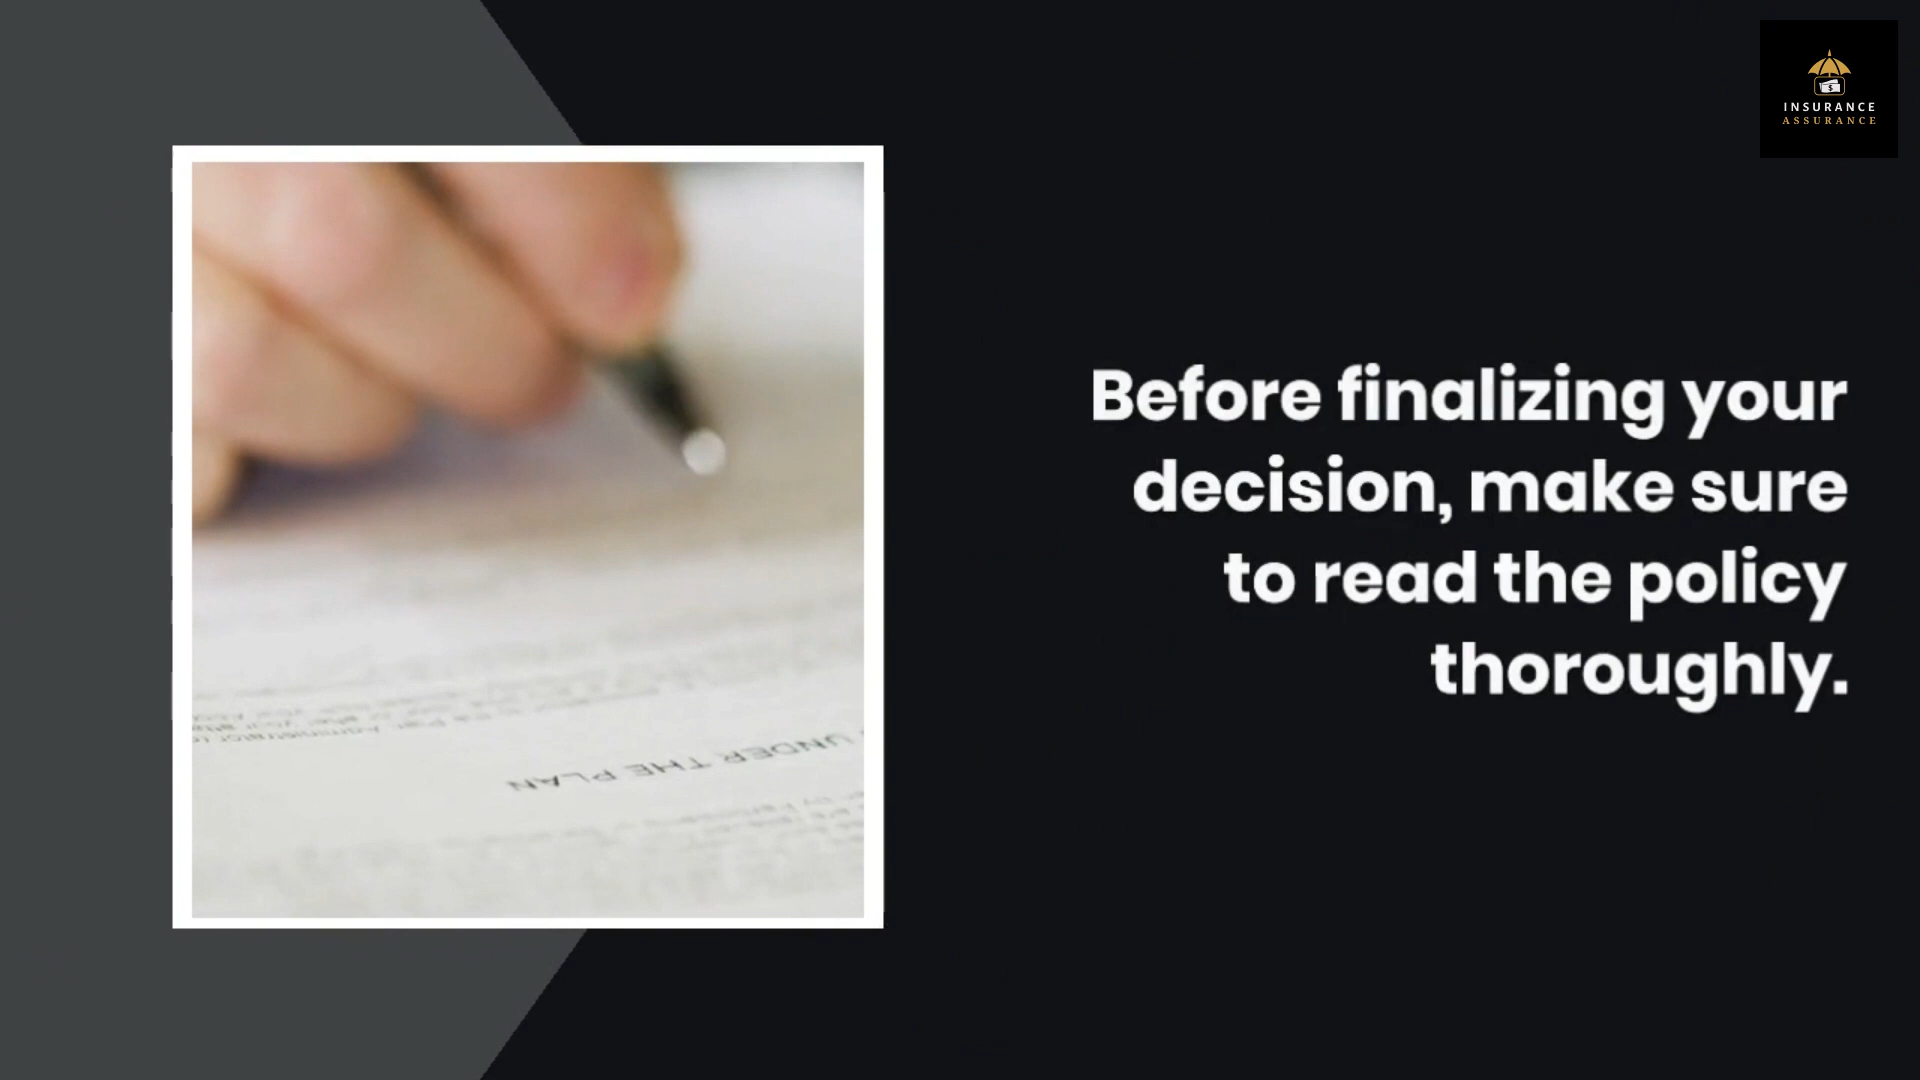 INSURANCE
ASSURANCE
Before finalizing your
decision, make sure
to read the policy
thoroughly.
UNDER THE PLAN